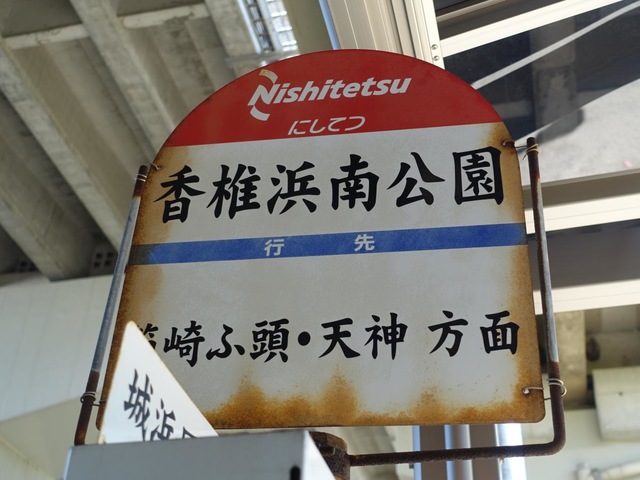 Nishitetsu
にしてつ
香椎浜南公園
行先
崎ふ頭・天神 方面
城浜